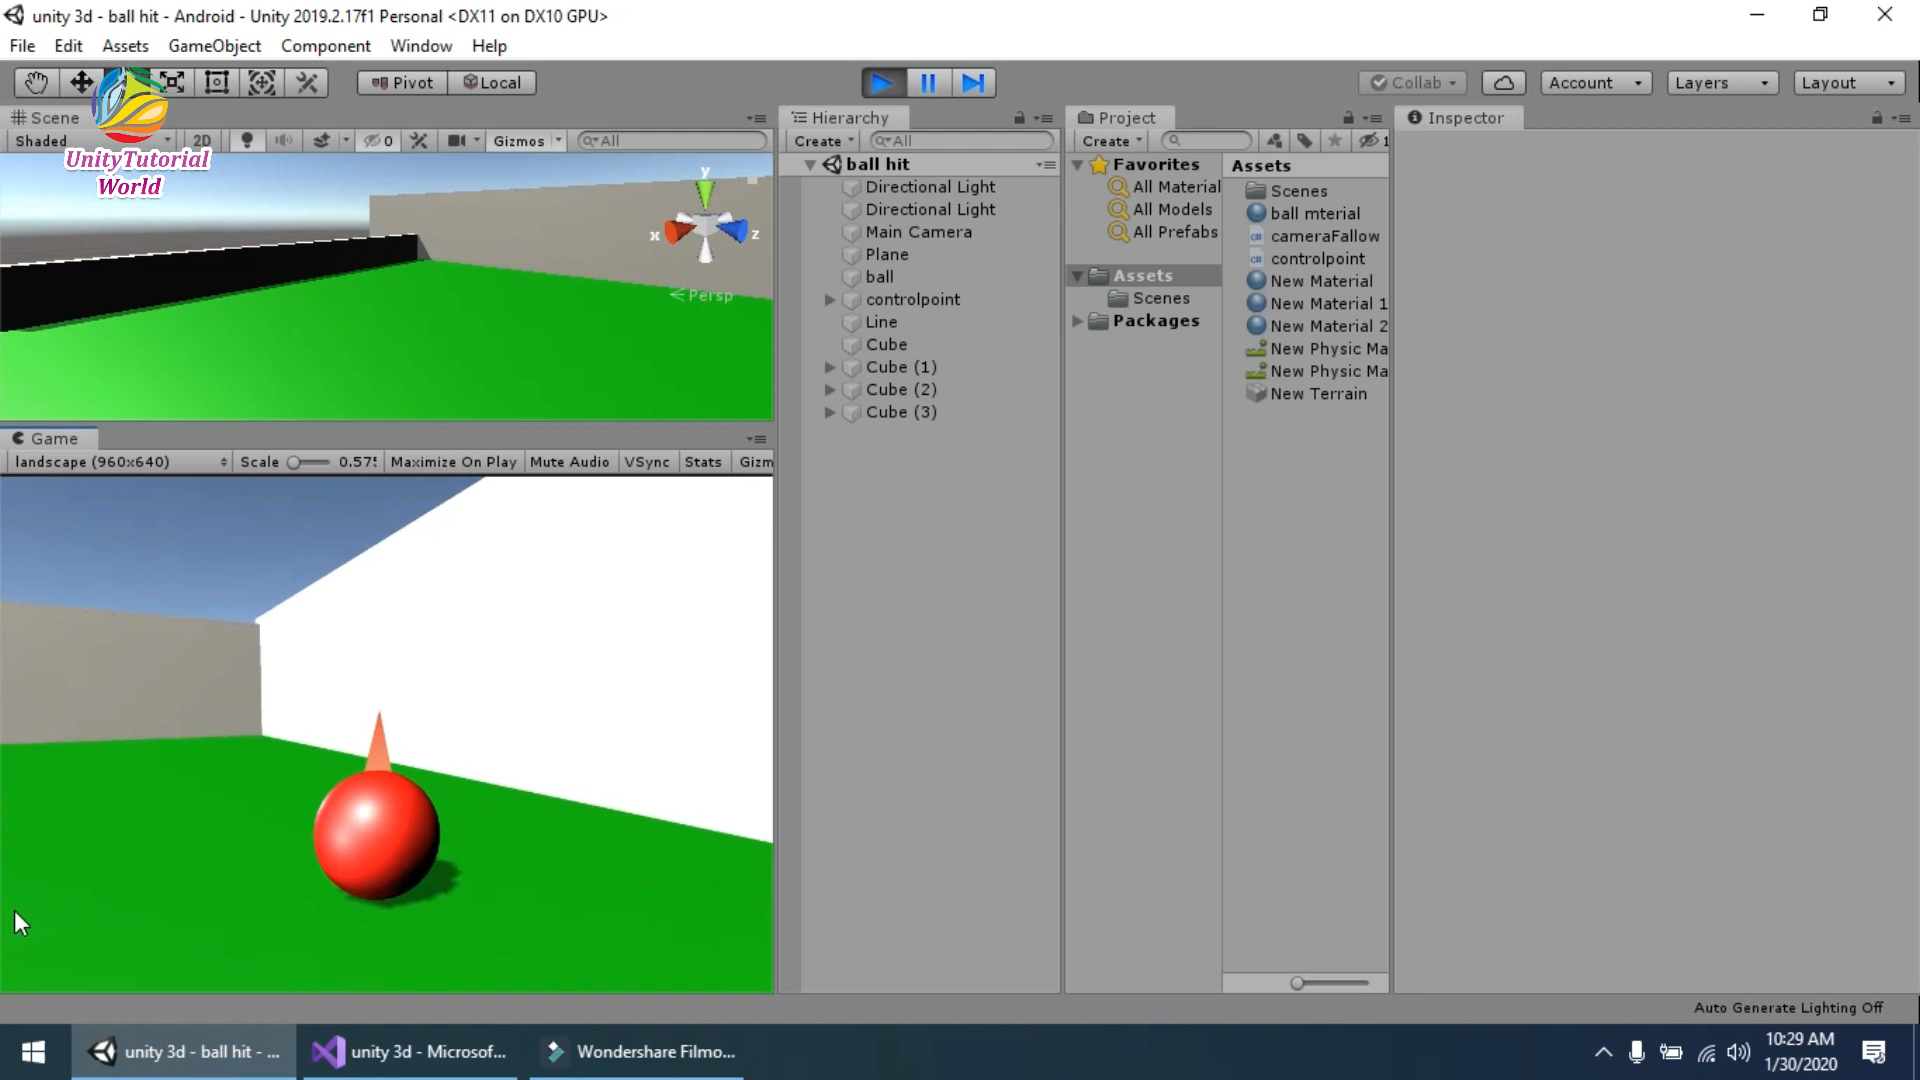 unity 3d - ball hit - Android - Unity 2019.2.17f1 Personal <DX11 on DX10 GPU>
File Edit Assets GameObject Component Window Help
Pivot Local Collab Account Layers Layout
Scene
Shaded 2D 0 Gizmos All
UnityTutorial
World
y
x z
Persp
Game
landscape (960x640) Scale 0.57 Maximize On Play Mute Audio VSync Stats Gizm
Hierarchy
Create All
ball hit
Directional Light
Directional Light
Main Camera
Plane
ball
controlpoint
Line
Cube
Cube (1)
Cube (2)
Cube (3)
Project
Create 1
Favorites
All Material
All Models
All Prefabs
Assets
Scenes
Packages
Assets
Scenes
ball mterial
cameraFallow
controlpoint
New Material
New Material 1
New Material 2
New Physic Ma
New Physic Ma
New Terrain
Inspector
Auto Generate Lighting Off
unity 3d - ball hit - ...
unity 3d - Microsof...
Wondershare Filmo...
10:29 AM
1/30/2020